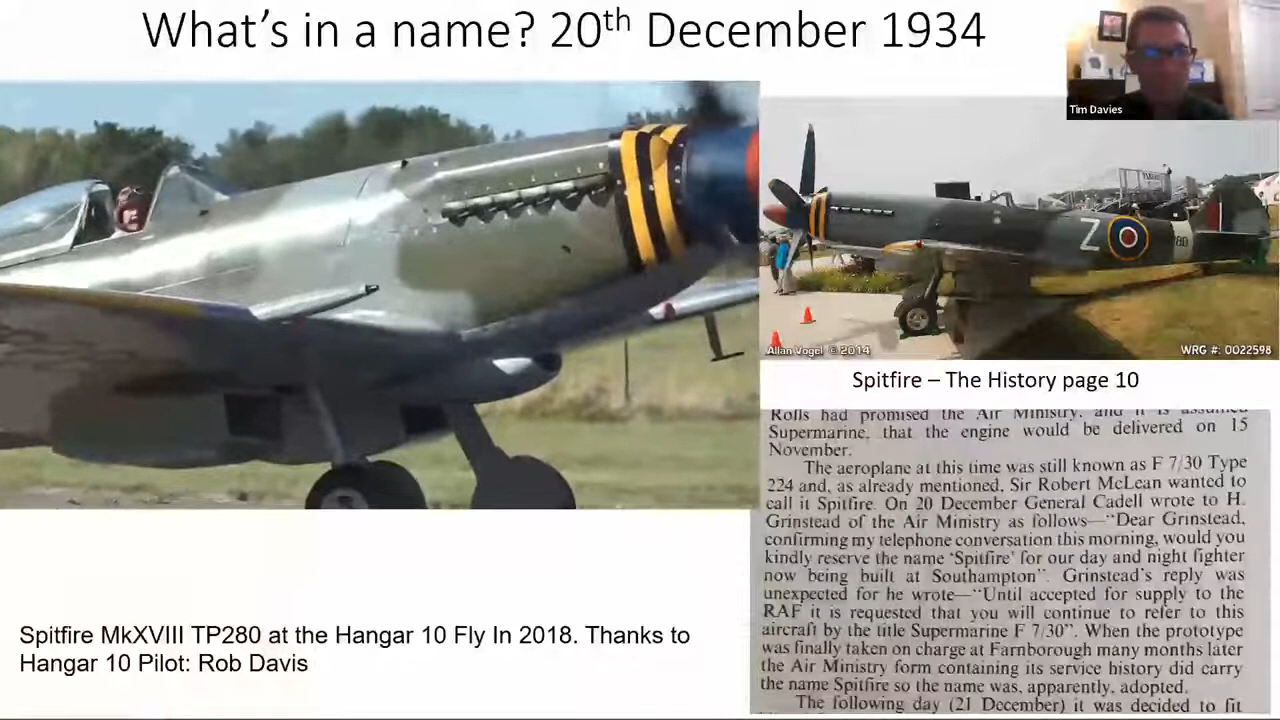 What's in a name? 20th December 1934
Tim Davies
Z
80
Allan Vogel © 2014
WRG #: 0022598
Spitfire – The History page 10
Rolls had promised the Air Ministry, and it is assumed
Supermarine, that the engine would be delivered on 15
November.
The aeroplane at this time was still known as F 7/30 Type
224 and, as already mentioned, Sir Robert McLean wanted to
call it Spitfire. On 20 December General Cadell wrote to H.
Grinstead of the Air Ministry as follows—"Dear Grinstead,
confirming my telephone conversation this morning, would you
kindly reserve the name 'Spitfire' for our day and night fighter
now being built at Southampton". Grinstead's reply was
unexpected for he wrote—"Until accepted for supply to the
RAF it is requested that you will continue to refer to this
aircraft by the title Supermarine F 7/30". When the prototype
was finally taken on charge at Farnborough many months later
the Air Ministry form containing its service history did carry
the name Spitfire so the name was, apparently, adopted.
The following day (21 December) it was decided to fit
Spitfire MkXVIII TP280 at the Hangar 10 Fly In 2018. Thanks to
Hangar 10 Pilot: Rob Davis